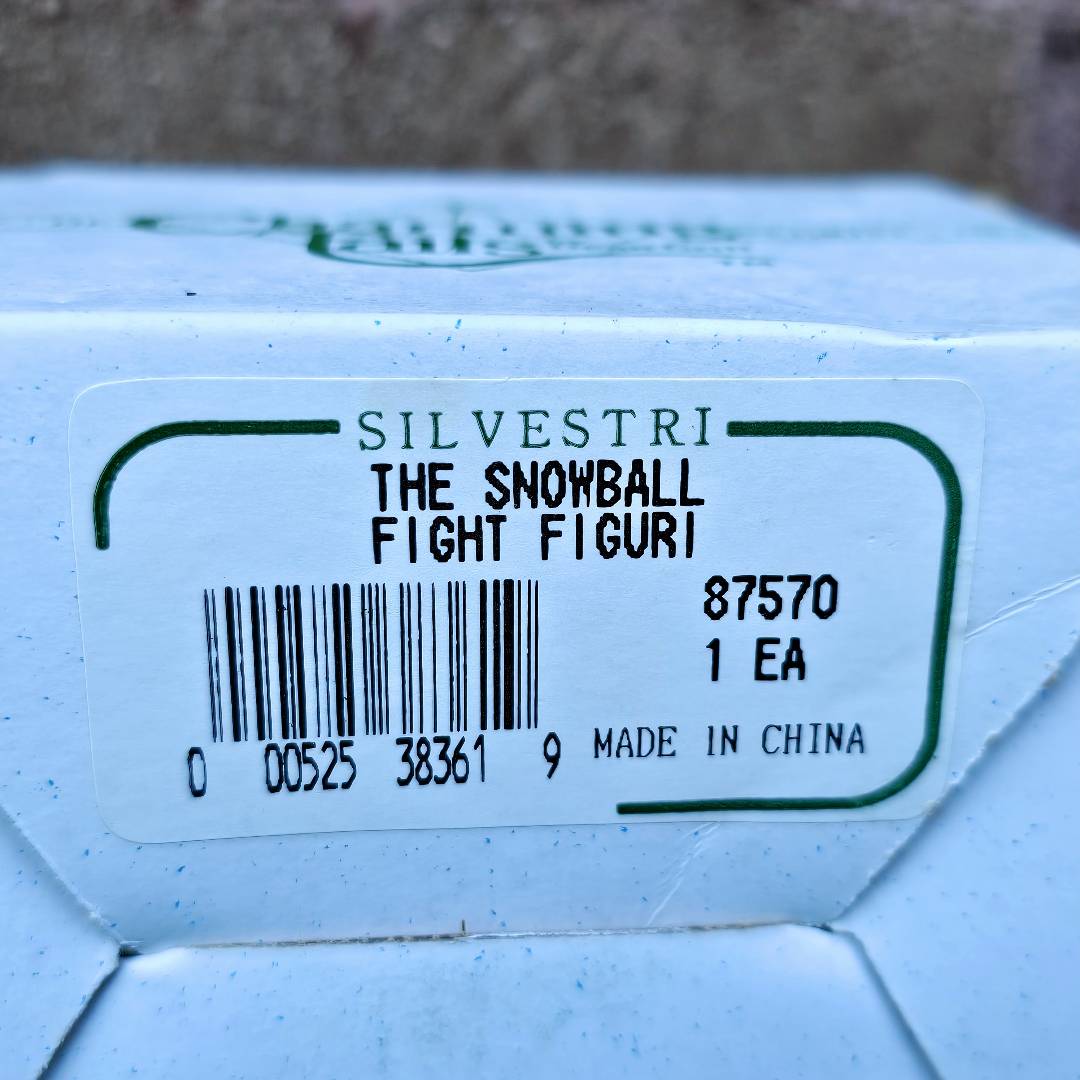 SILVESTRI
THE SNOWBALL
FIGHT FIGURI
87570
1 EA
0 00525 38361 9
MADE IN CHINA